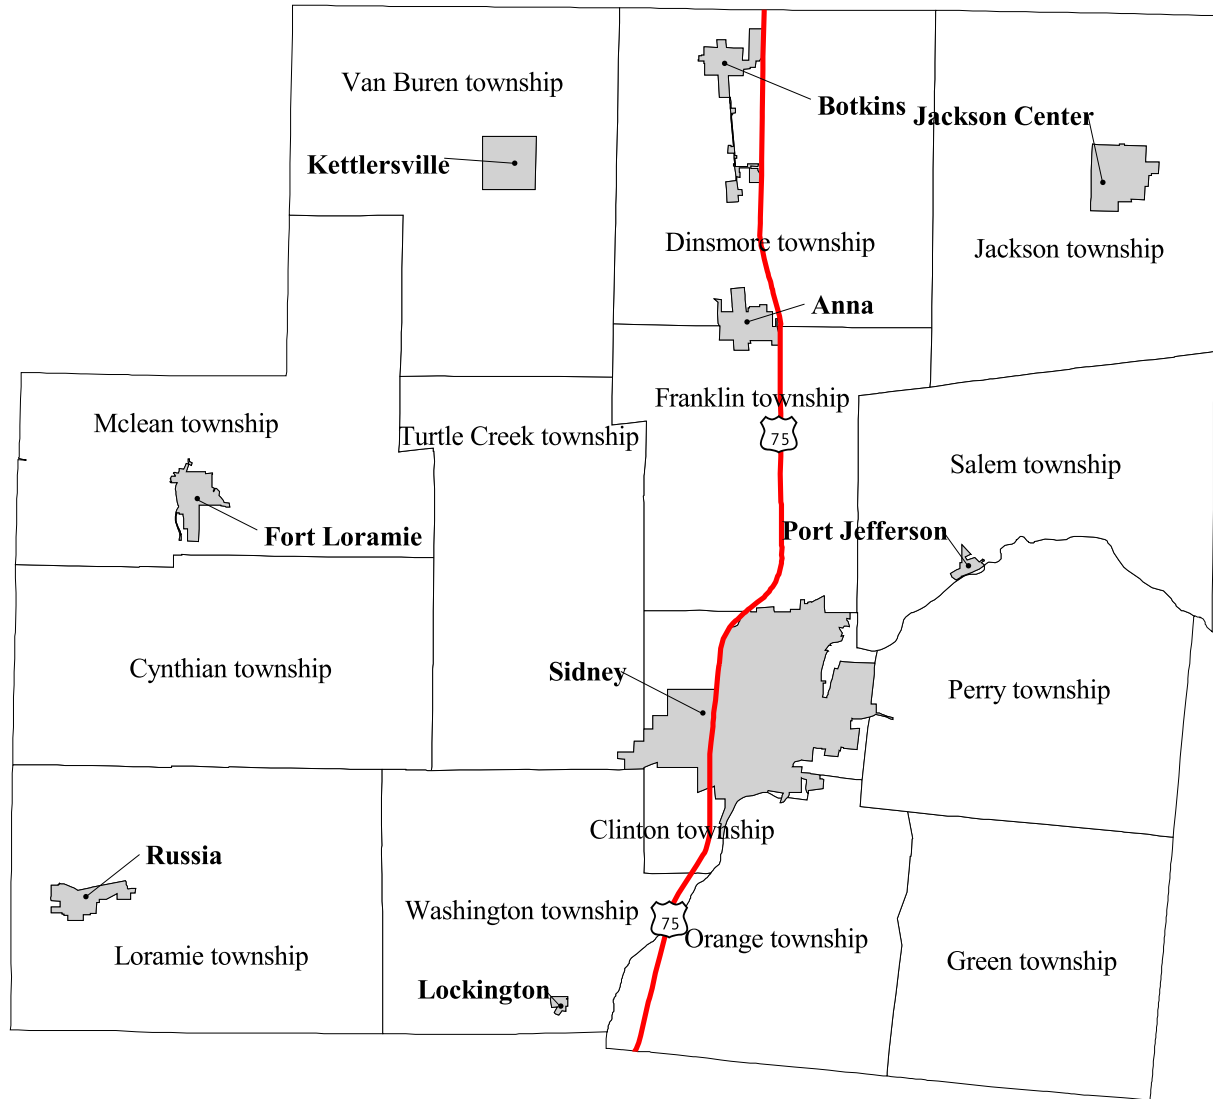 Van Buren township
Botkins
Jackson Center
Kettlersville
Dinsmore township
Jackson township
Anna
Franklin township
Mclean township
Turtle Creek township
75
Salem township
Fort Loramie
Port Jefferson
Cynthian township
Sidney
Perry township
Clinton township
Russia
Washington township
75
Orange township
Loramie township
Green township
Lockington